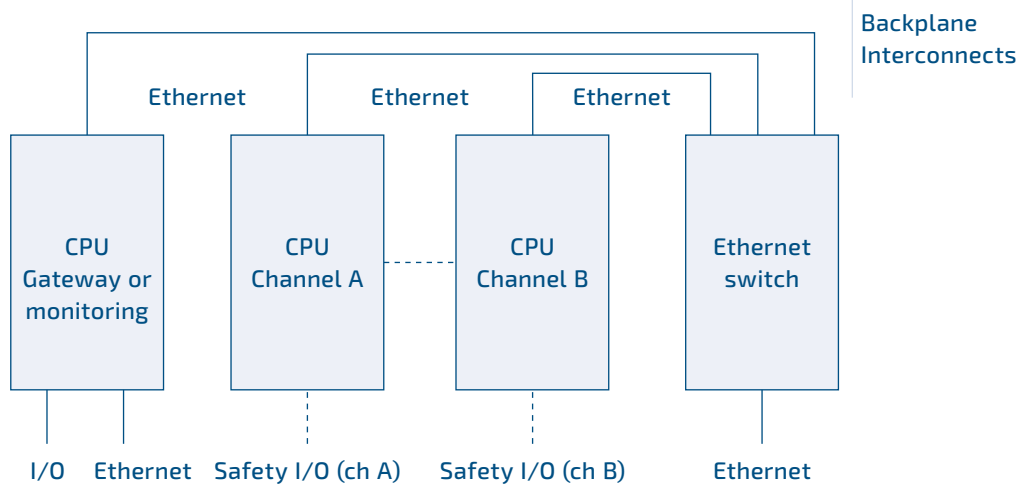 Backplane
Interconnects
Ethernet
Ethernet
Ethernet
CPU
Gateway or
monitoring
CPU
Channel A
CPU
Channel B
Ethernet
switch
I/O
Ethernet
Safety I/O (ch A)
Safety I/O (ch B)
Ethernet